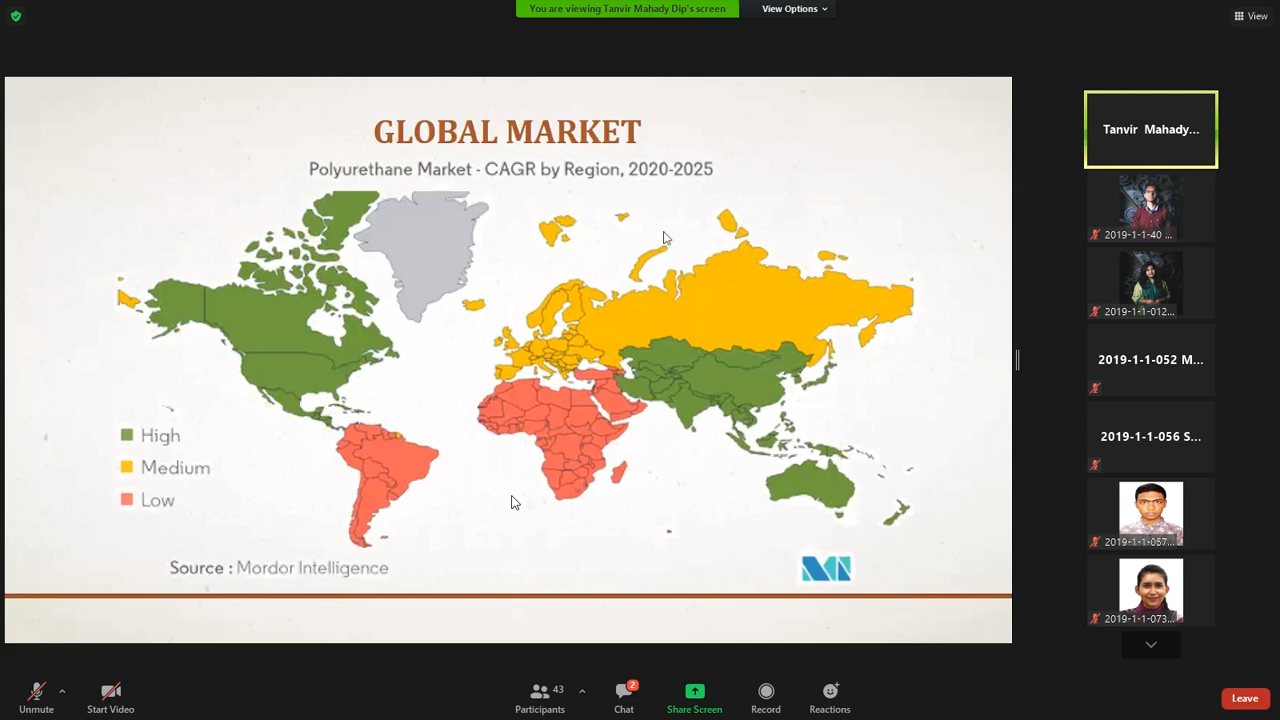 You are viewing Tanvir Mahady Dip's screen
View Options
View
GLOBAL MARKET
Polyurethane Market - CAGR by Region, 2020-2025
High
Medium
Low
Source : Mordor Intelligence
Tanvir Mahady...
2019-1-1-40 ...
2019-1-1-012...
2019-1-1-052 M...
2019-1-1-056 S...
2019-1-1-057...
2019-1-1-073...
Unmute
Start Video
43
Participants
2
Chat
Share Screen
Record
Reactions
Leave